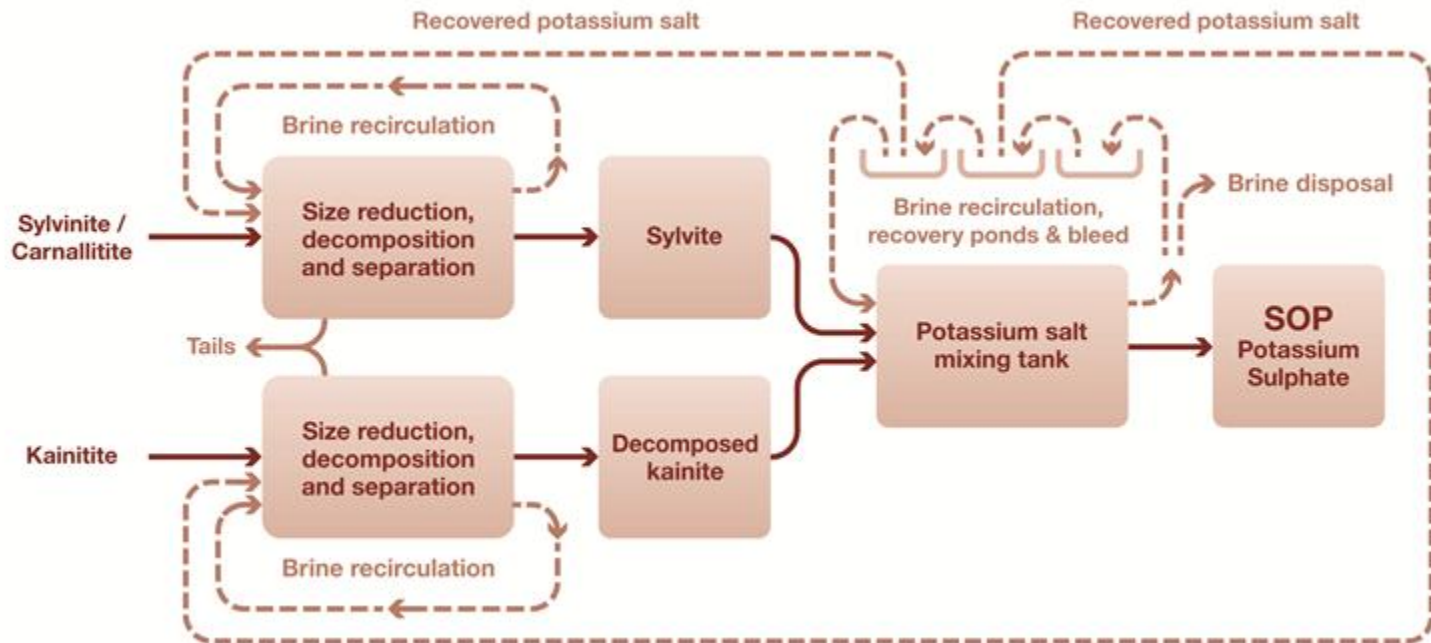 Recovered potassium salt
Recovered potassium salt
Brine recirculation
Sylvinite /
Carnallitite
Size reduction,
decomposition
and separation
Sylvite
Brine recirculation,
recovery ponds & bleed
Brine disposal
Tails
Potassium salt
mixing tank
SOP
Potassium
Sulphate
Kainitite
Size reduction,
decomposition
and separation
Decomposed
kainite
Brine recirculation